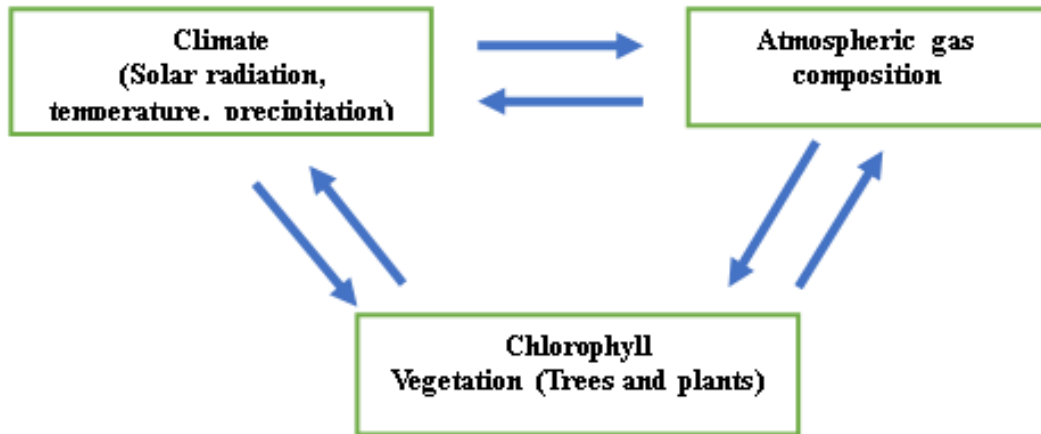 Climate
(Solar radiation,
temperature, precipitation)
Atmospheric gas
composition
Chlorophyll
Vegetation (Trees and plants)